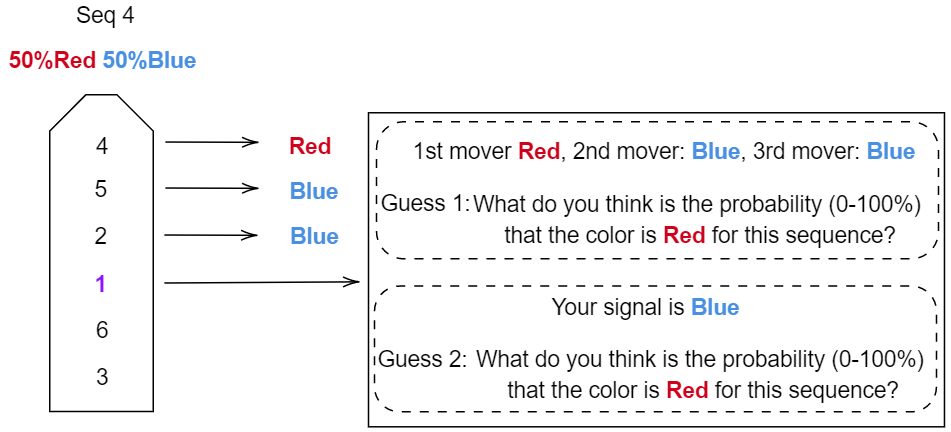 Seq 4
50%Red 50%Blue
4
Red
5
Blue
2
Blue
1
6
3
1st mover Red, 2nd mover: Blue, 3rd mover: Blue
Guess 1: What do you think is the probability (0-100%)
that the color is Red for this sequence?
Your signal is Blue
Guess 2: What do you think is the probability (0-100%)
that the color is Red for this sequence?